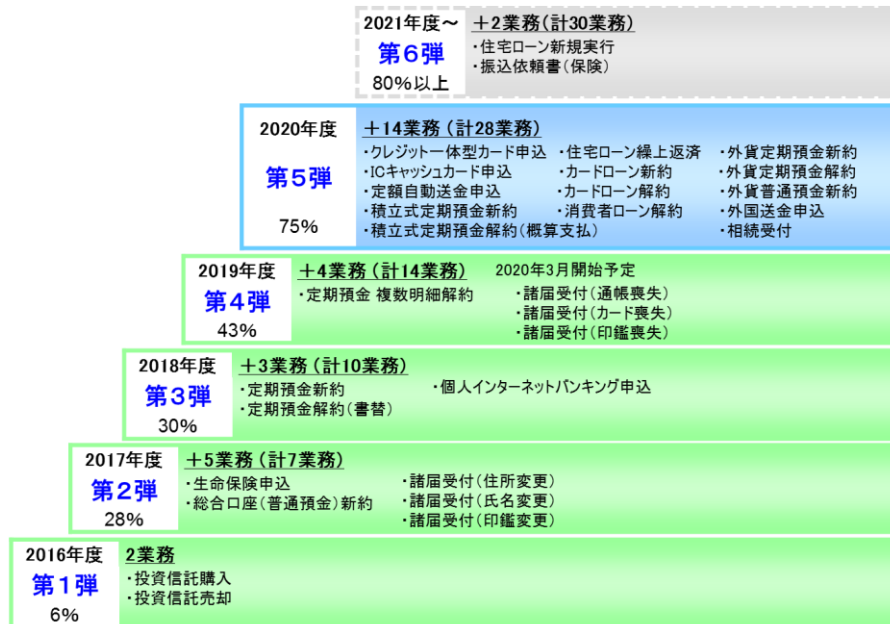 2021年度～
第6弾
80%以上
＋2業務(計30業務)
・住宅ローン新規実行
・振込依頼書(保険)
2020年度
第5弾
75%
＋14業務(計28業務)
・クレジット一体型カード申込
・ICキャッシュカード申込
・定額自動送金申込
・積立式定期預金新約
・積立式定期預金解約(概算支払)
・住宅ローン繰上返済
・カードローン新約
・カードローン解約
・消費者ローン解約
・外貨定期預金新約
・外貨定期預金解約
・外貨普通預金新約
・外国送金申込
・相続受付
2019年度
第4弾
43%
＋4業務(計14業務)
・定期預金 複数明細解約
2020年3月開始予定
・諸届受付(通帳喪失)
・諸届受付(カード喪失)
・諸届受付(印鑑喪失)
2018年度
第3弾
30%
＋3業務(計10業務)
・定期預金新約
・定期預金解約(書替)
・個人インターネットバンキング申込
2017年度
第2弾
28%
＋5業務(計7業務)
・生命保険申込
・総合口座(普通預金)新約
・諸届受付(住所変更)
・諸届受付(氏名変更)
・諸届受付(印鑑変更)
2016年度
第1弾
6%
2業務
・投資信託購入
・投資信託売却